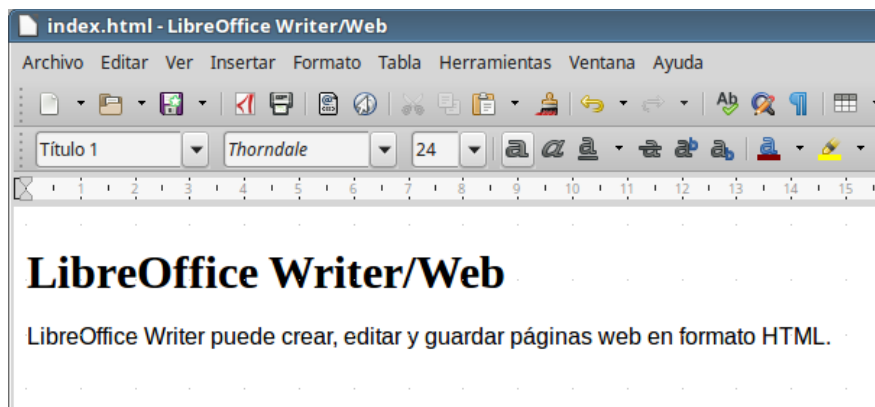 index.html - LibreOffice Writer/Web
Archivo Editar Ver Insertar Formato Tabla Herramientas Ventana Ayuda
Título 1 Thorndale 24
1 2 3 4 5 6 7 8 9 10 11 12 13 14 15
LibreOffice Writer/Web
LibreOffice Writer puede crear, editar y guardar páginas web en formato HTML.